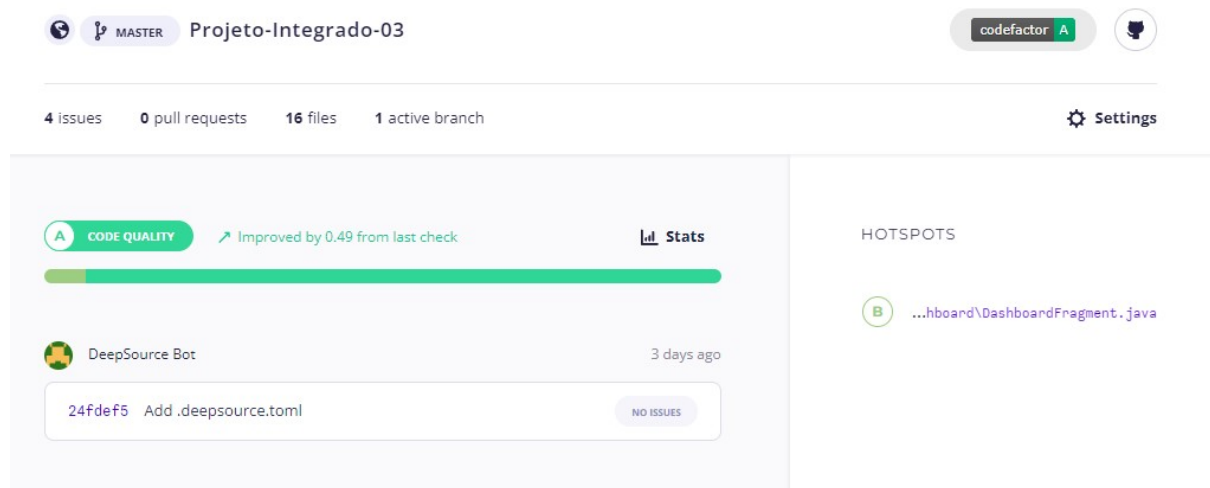 MASTER Projeto-Integrado-03 codefactor A
4 issues 0 pull requests 16 files 1 active branch Settings
A CODE QUALITY Improved by 0.49 from last check Stats
HOTSPOTS
B ...hboard\DashboardFragment.java
DeepSource Bot 3 days ago
24fdef5 Add .deepsource.toml NO ISSUES